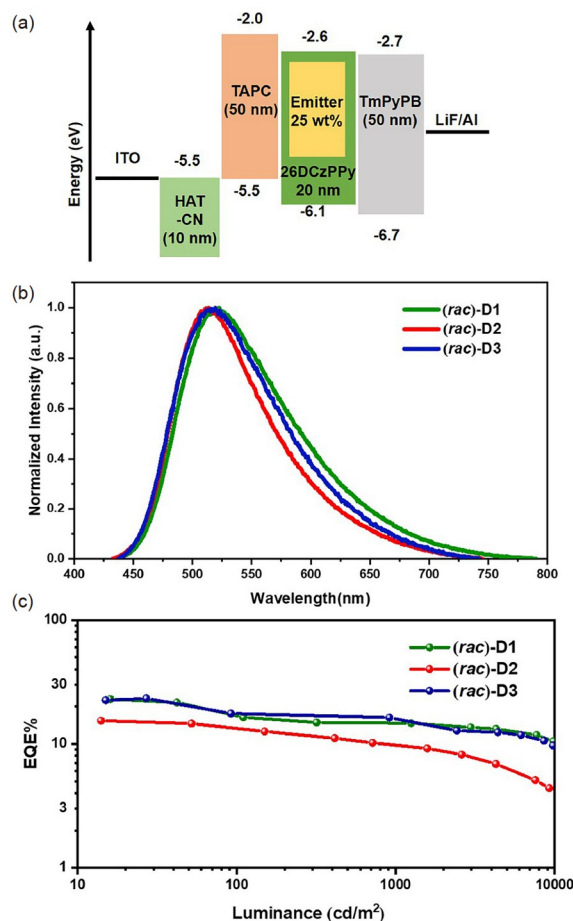 (a)
Energy (eV)
ITO
-5.5
HAT
-CN
(10 nm)
-2.0
TAPC
(50 nm)
-5.5
-2.6
Emitter
25 wt%
26DCzPPy
20 nm
-6.1
-2.7
TmPyPB
(50 nm)
-6.7
LiF/Al
(b)
Normalized Intensity (a.u.)
1.0
0.8
0.6
0.4
0.2
0.0
(rac)-D1
(rac)-D2
(rac)-D3
400 450 500 550 600 650 700 750 800
Wavelength(nm)
(c)
EQE%
100
30
10
3
1
(rac)-D1
(rac)-D2
(rac)-D3
10 100 1000 10000
Luminance (cd/m²)